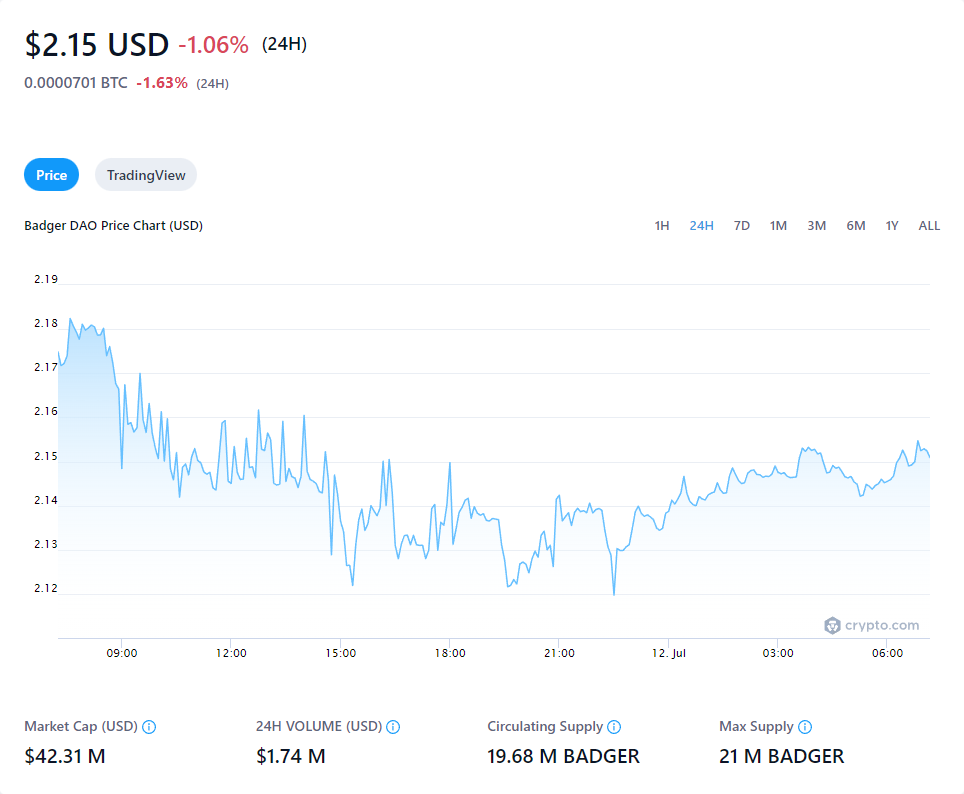 $2.15 USD -1.06% (24H)
0.0000701 BTC -1.63% (24H)
Price TradingView
Badger DAO Price Chart (USD) 1H 24H 7D 1M 3M 6M 1Y ALL
2.19
2.18
2.17
2.16
2.15
2.14
2.13
2.12
crypto.com
09:00 12:00 15:00 18:00 21:00 12. Jul 03:00 06:00
Market Cap (USD) 24H VOLUME (USD) Circulating Supply Max Supply
$42.31 M $1.74 M 19.68 M BADGER 21 M BADGER